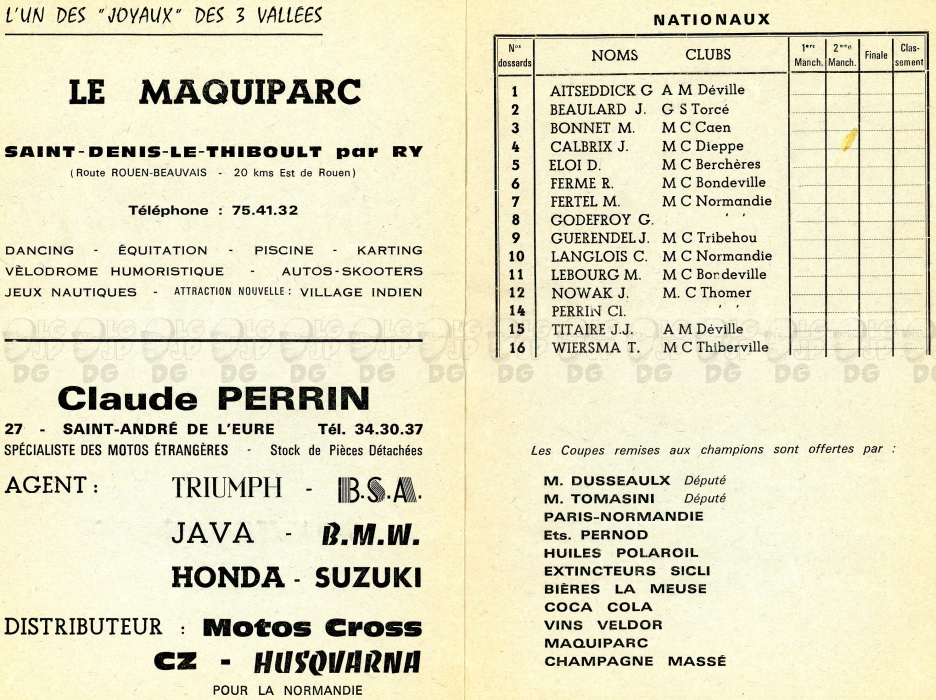 L'UN DES "JOYAUX" DES 3 VALLÉES
LE MAQUIPARC
SAINT-DENIS-LE-THIBOULT par RY
(Route ROUEN-BEAUVAIS - 20 kms Est de Rouen)
Téléphone : 75.41.32
DANCING - ÉQUITATION - PISCINE - KARTING
VÈLODROME HUMORISTIQUE - AUTOS-SKOOTERS
JEUX NAUTIQUES - ATTRACTION NOUVELLE : VILLAGE INDIEN
Claude PERRIN
27 - SAINT-ANDRÉ DE L'EURE Tél. 34.30.37
SPÉCIALISTE DES MOTOS ÉTRANGÈRES - Stock de Pièces Détachées
AGENT : TRIUMPH - B.S.A.
JAVA - B.M.W.
HONDA - SUZUKI
DISTRIBUTEUR : Motos Cross
CZ - HUSQVARNA
POUR LA NORMANDIE
NATIONAUX
Nos dossards NOMS CLUBS 1ere Manch. 2me Manch. Finale Clas-sement
1 AITSEDDICK G A M Déville
2 BEAULARD J. G S Torcé
3 BONNET M. M C Caen
4 CALBRIX J. M C Dieppe
5 ELOI D. M C Berchères
6 FERME R. M C Bondeville
7 FERTEL M. M C Normandie
8 GODEFROY G. ' '
9 GUERENDEL J. M C Tribehou
10 LANGLOIS C. M C Normandie
11 LEBOURG M. M C Bondeville
12 NOWAK J. M. C Thomer
14 PERRIN Cl. ' '
15 TITAIRE J.J. A M Déville
16 WIERSMA T. M C Thiberville
Les Coupes remises aux champions sont offertes par :
M. DUSSEAULX Député
M. TOMASINI Député
PARIS-NORMANDIE
Ets. PERNOD
HUILES POLAROIL
EXTINCTEURS SICLI
BIÈRES LA MEUSE
COCA COLA
VINS VELDOR
MAQUIPARC
CHAMPAGNE MASSÉ